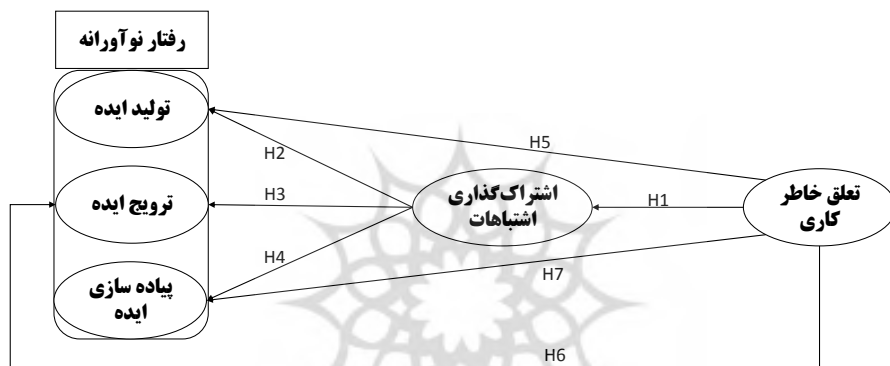 رفتار نوآورانه
تولید ایده
H5
H2
اشتراک‌گذاری
اشتباهات
تعلق خاطر
کاری
ترویج ایده
H3
H1
H4
پیاده سازی
ایده
H7
H6